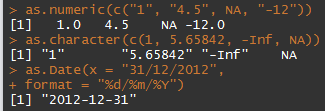 > as.numeric(c("1", "4.5", NA, "-12"))
[1]   1.0   4.5    NA -12.0
> as.character(c(1, 5.65842, -Inf, NA))
[1] "1"       "5.65842" "-Inf"    NA
> as.Date(x = "31/12/2012",
+ format = "%d/%m/%Y")
[1] "2012-12-31"